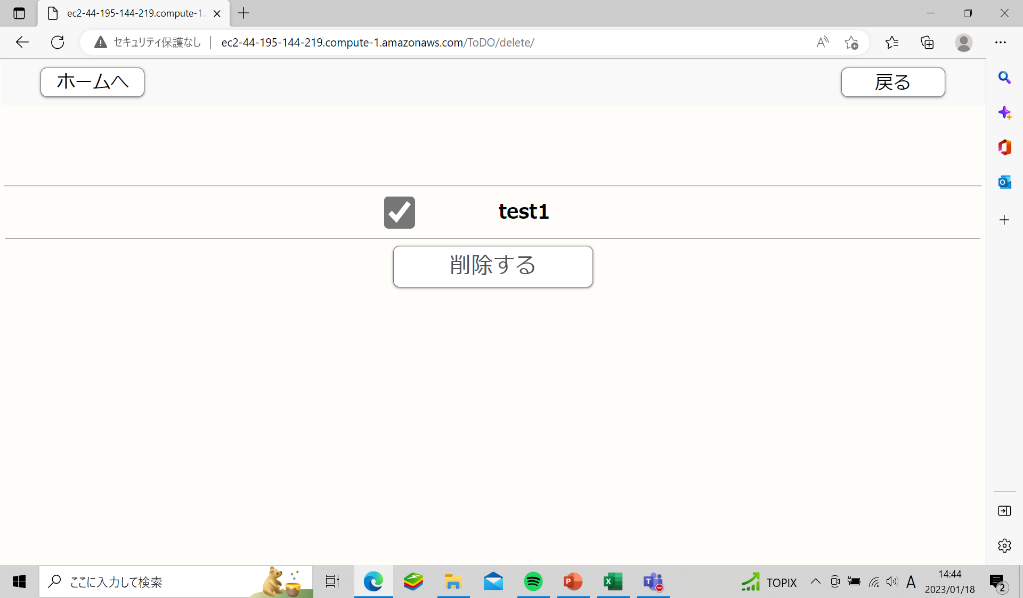 ec2-44-195-144-219.compute-1.
セキュリティ保護なし
ec2-44-195-144-219.compute-1.amazonaws.com/ToDO/delete/
ホームへ
戻る
test1
削除する
ここに入力して検索
TOPIX
A
14:44
2023/01/18
2